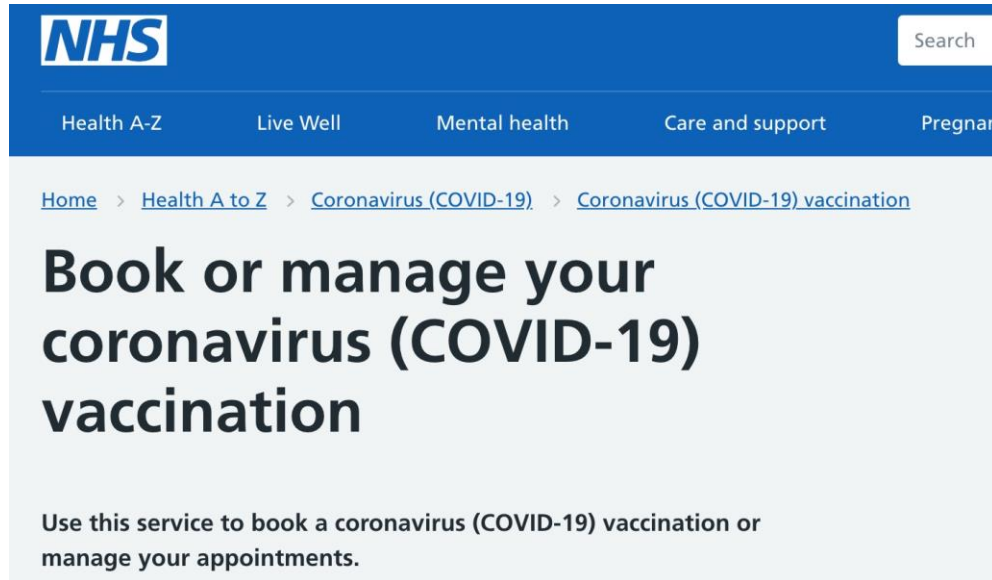 NHS
Search
Health A-Z Live Well Mental health Care and support Pregnan
Home > Health A to Z > Coronavirus (COVID-19) > Coronavirus (COVID-19) vaccination
Book or manage your
coronavirus (COVID-19)
vaccination
Use this service to book a coronavirus (COVID-19) vaccination or
manage your appointments.